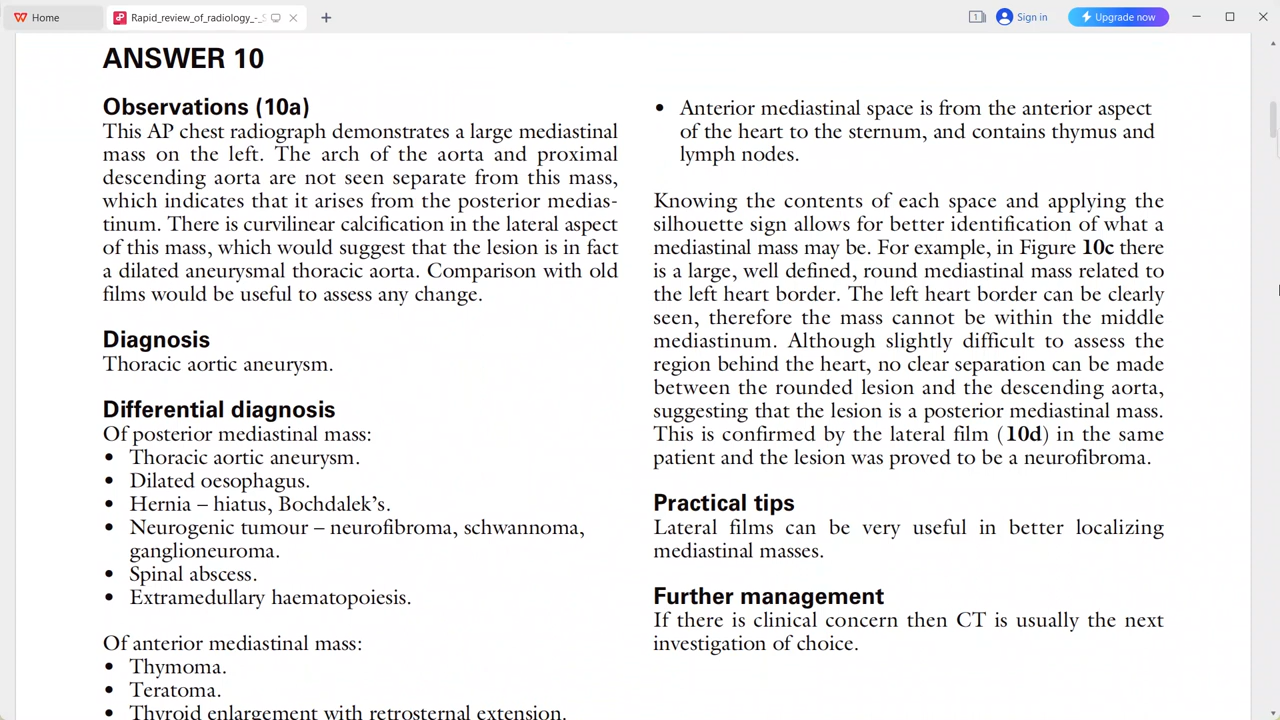 Home
Rapid_review_of_radiology_-_S
Sign in
Upgrade now
ANSWER 10
Observations (10a)
This AP chest radiograph demonstrates a large mediastinal
mass on the left. The arch of the aorta and proximal
descending aorta are not seen separate from this mass,
which indicates that it arises from the posterior medias-
tinum. There is curvilinear calcification in the lateral aspect
of this mass, which would suggest that the lesion is in fact
a dilated aneurysmal thoracic aorta. Comparison with old
films would be useful to assess any change.
Diagnosis
Thoracic aortic aneurysm.
Differential diagnosis
Of posterior mediastinal mass:
• Thoracic aortic aneurysm.
• Dilated oesophagus.
• Hernia – hiatus, Bochdalek’s.
• Neurogenic tumour – neurofibroma, schwannoma,
ganglioneuroma.
• Spinal abscess.
• Extramedullary haematopoiesis.
Of anterior mediastinal mass:
• Thymoma.
• Teratoma.
• Thyroid enlargement with retrosternal extension.
• Anterior mediastinal space is from the anterior aspect
of the heart to the sternum, and contains thymus and
lymph nodes.
Knowing the contents of each space and applying the
silhouette sign allows for better identification of what a
mediastinal mass may be. For example, in Figure 10c there
is a large, well defined, round mediastinal mass related to
the left heart border. The left heart border can be clearly
seen, therefore the mass cannot be within the middle
mediastinum. Although slightly difficult to assess the
region behind the heart, no clear separation can be made
between the rounded lesion and the descending aorta,
suggesting that the lesion is a posterior mediastinal mass.
This is confirmed by the lateral film (10d) in the same
patient and the lesion was proved to be a neurofibroma.
Practical tips
Lateral films can be very useful in better localizing
mediastinal masses.
Further management
If there is clinical concern then CT is usually the next
investigation of choice.